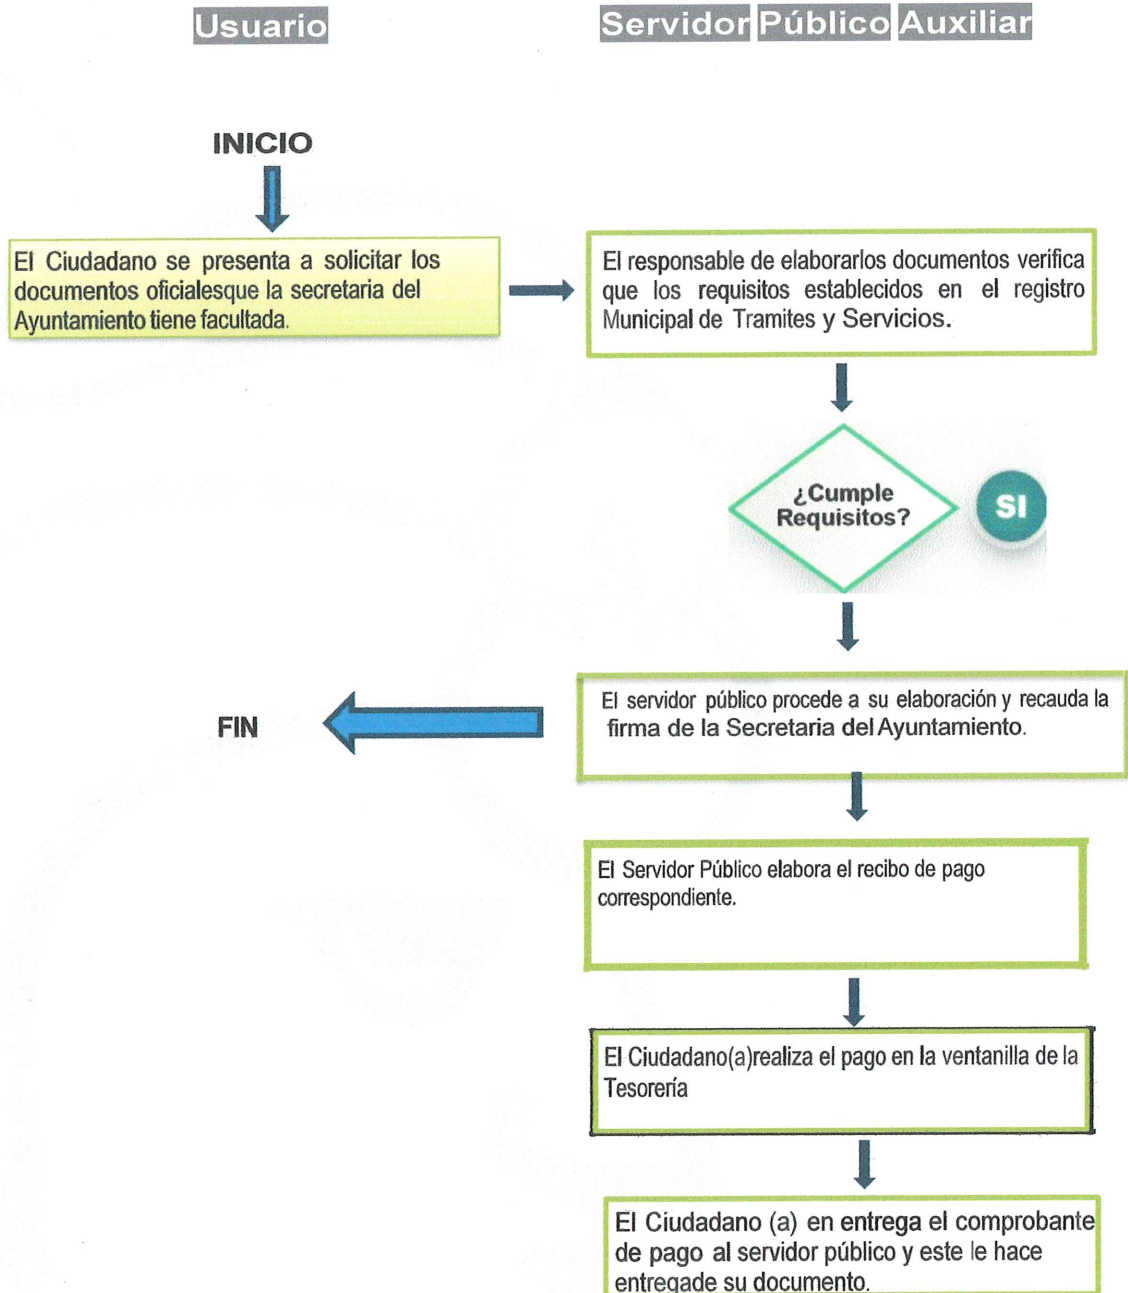 Usuario
Servidor Público Auxiliar
INICIO
El Ciudadano se presenta a solicitar los
documentos oficialesque la secretaria del
Ayuntamiento tiene facultada.
El responsable de elaborarlos documentos verifica
que los requisitos establecidos en el registro
Municipal de Tramites y Servicios.
¿Cumple
Requisitos?
SI
El servidor público procede a su elaboración y recauda la
firma de la Secretaria del Ayuntamiento.
FIN
El Servidor Público elabora el recibo de pago
correspondiente.
El Ciudadano(a)realiza el pago en la ventanilla de la
Tesorería
El Ciudadano (a) en entrega el comprobante
de pago al servidor público y este le hace
entregade su documento.